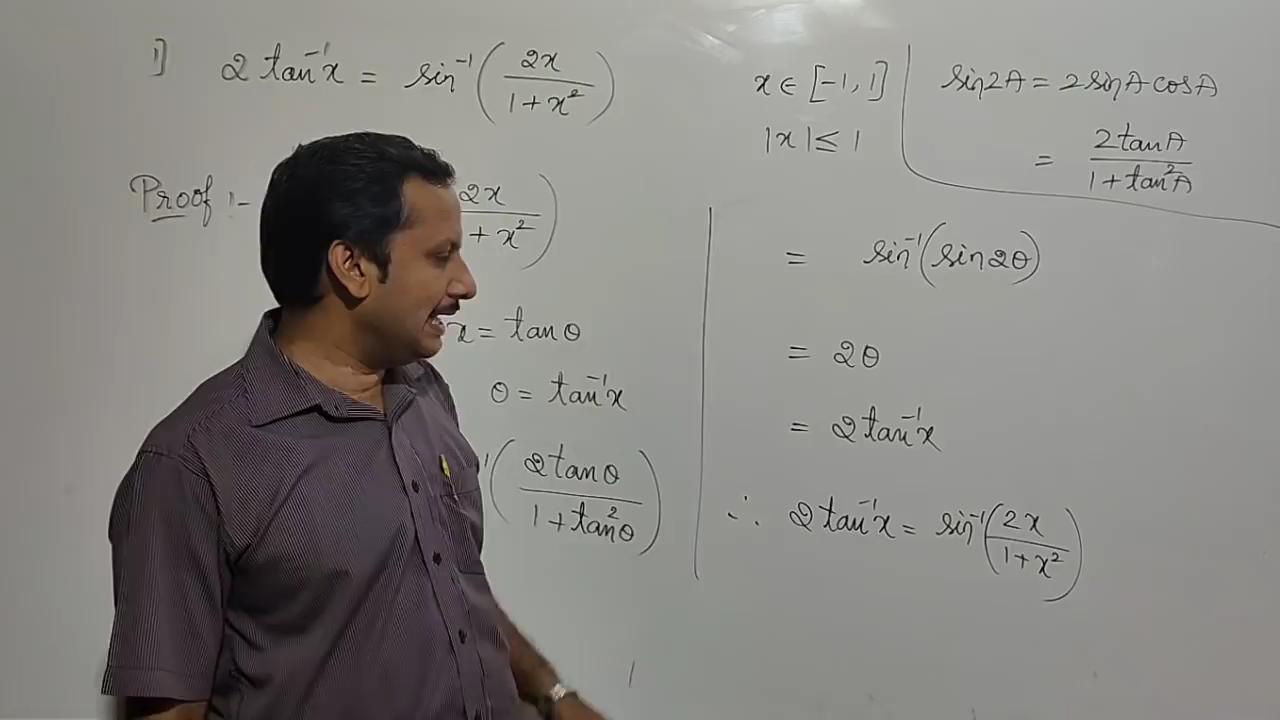 1] 2 tan⁻¹x = sin⁻¹(2x/(1+x²))
x ∈ [-1, 1]
|x| ≤ 1
sin2A = 2sinA cosA
= 2tanA/(1+tan²A)
Proof :-
2x/(+ x²))
x = tanθ
θ = tan⁻¹x
⁻¹(2tanθ/(1+tan²θ))
= sin⁻¹(sin2θ)
= 2θ
= 2tan⁻¹x
∴ 2tan⁻¹x = sin⁻¹(2x/(1+x²))